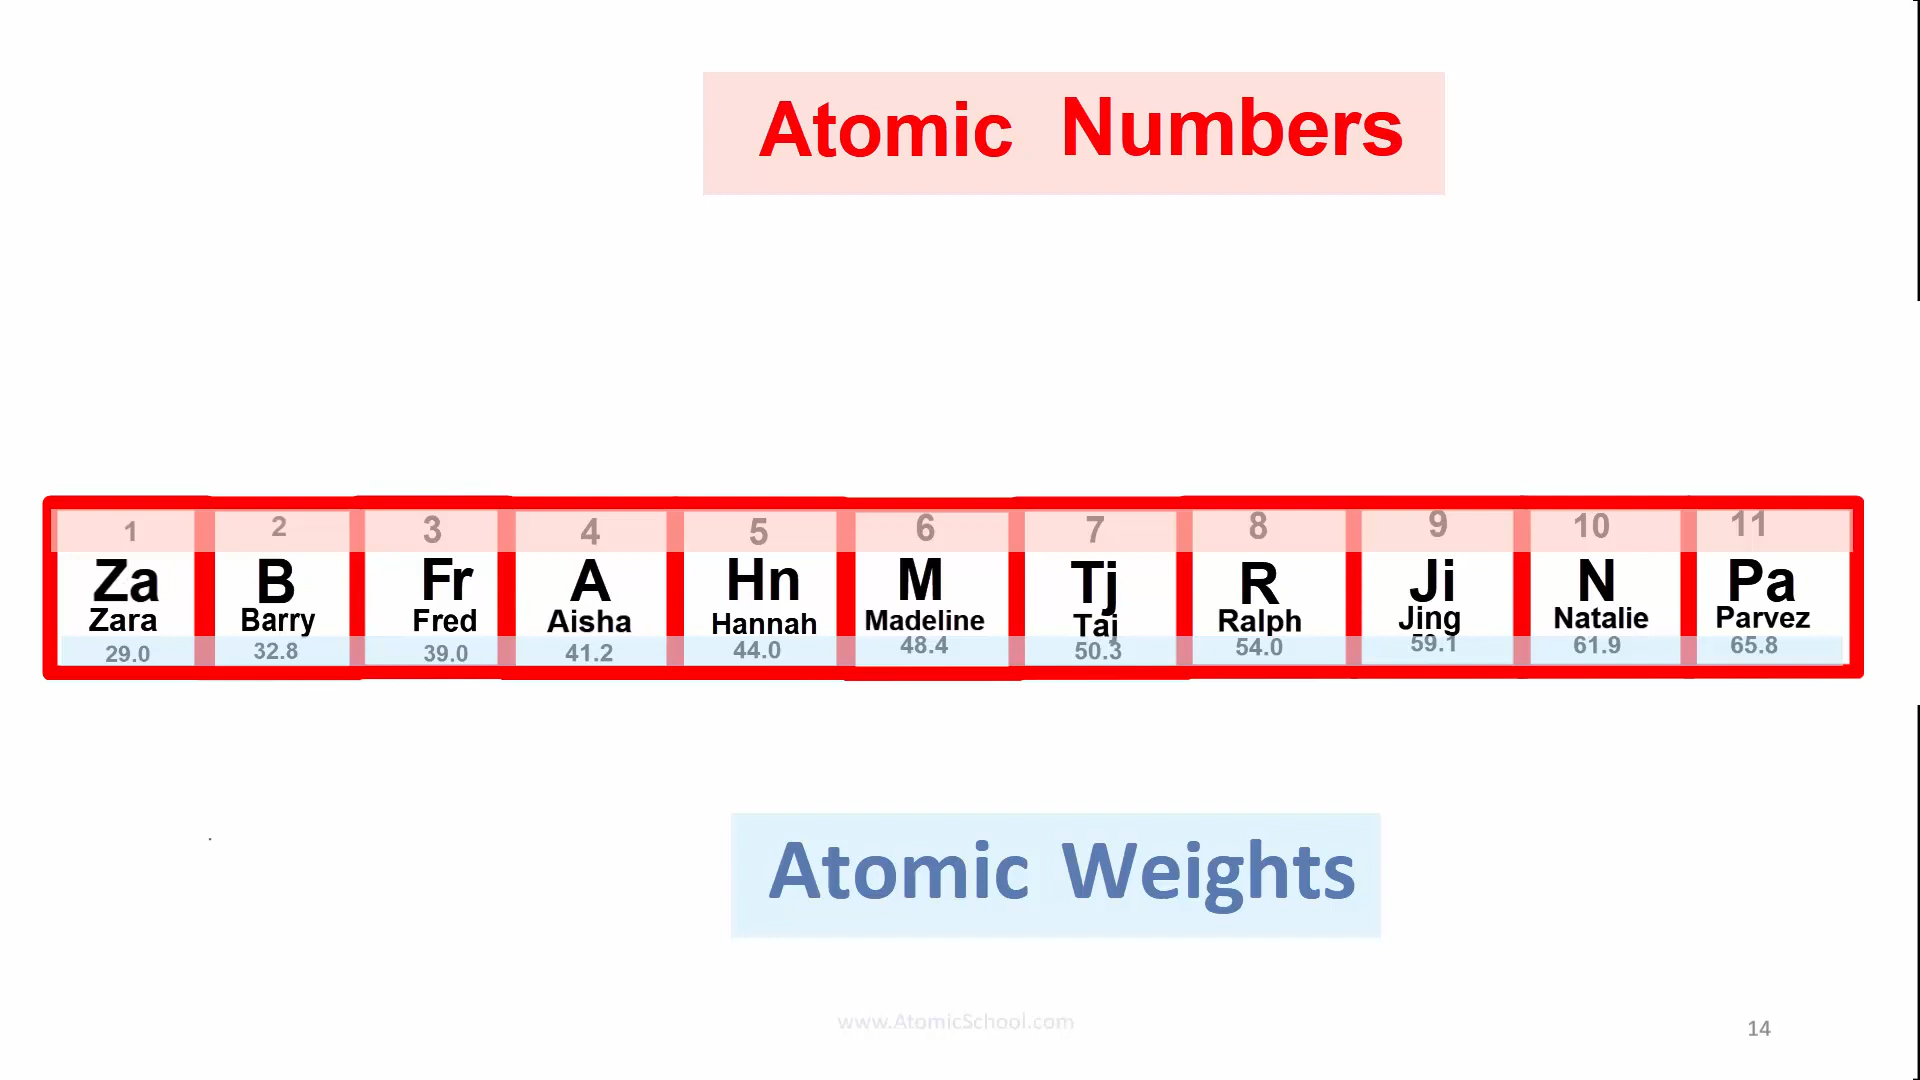 Atomic Numbers
1 2 3 4 5 6 7 8 9 10 11
Za B Fr A Hn M Tj R Ji N Pa
Zara Barry Fred Aisha Hannah Madeline Taj Ralph Jing Natalie Parvez
29.0 32.8 39.0 41.2 44.0 48.4 50.3 54.0 59.1 61.9 65.8
Atomic Weights
www.AtomicSchool.com
14